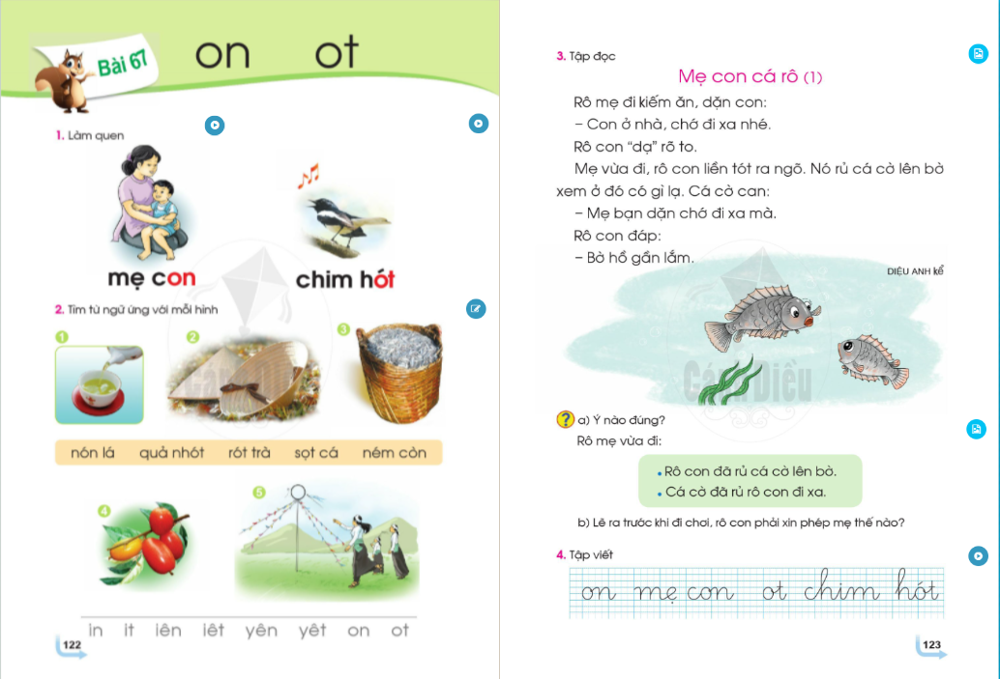 Bài 67
on ot
1. Làm quen
mẹ con
chim hót
2. Tìm từ ngữ ứng với mỗi hình
1
2
3
nón lá quả nhót rót trà sọt cá ném còn
4
5
in it iên iêt yên yêt on ot
122
3. Tập đọc
Mẹ con cá rô (1)
Rô mẹ đi kiếm ăn, dặn con:
– Con ở nhà, chớ đi xa nhé.
Rô con “dạ” rõ to.
Mẹ vừa đi, rô con liền tót ra ngõ. Nó rủ cá cờ lên bờ
xem ở đó có gì lạ. Cá cờ can:
– Mẹ bạn dặn chớ đi xa mà.
Rô con đáp:
– Bờ hồ gần lắm.
DIỆU ANH kể
Cánh Diều
Cánh Diều
? a) Ý nào đúng?
Rô mẹ vừa đi:
• Rô con đã rủ cá cờ lên bờ.
• Cá cờ đã rủ rô con đi xa.
b) Lẽ ra trước khi đi chơi, rô con phải xin phép mẹ thế nào?
4. Tập viết
on mẹ con ot chim hót
123